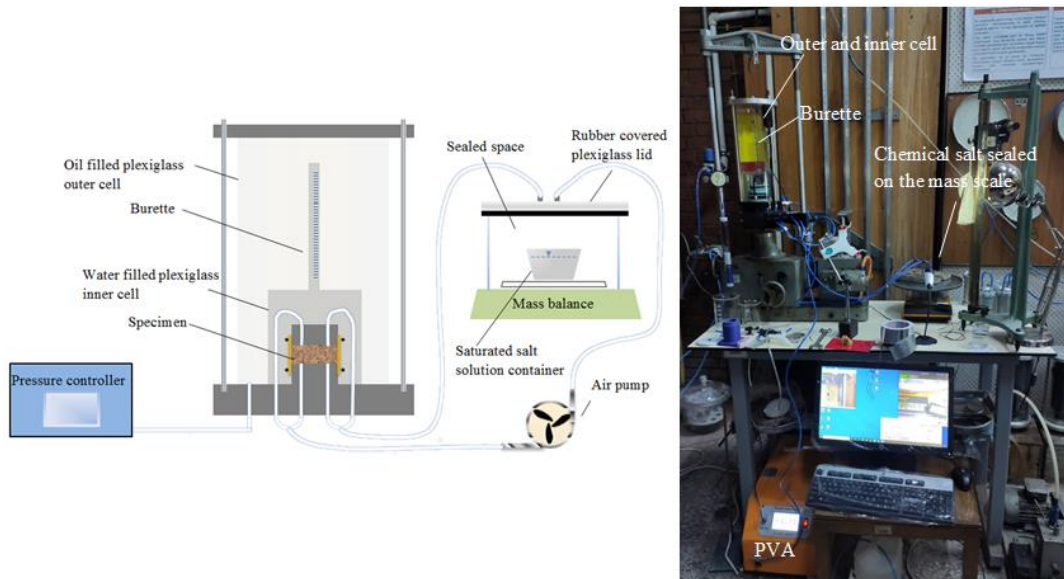 Oil filled plexiglass
outer cell
Burette
Water filled plexiglass
inner cell
Specimen
Pressure controller
Sealed space
Rubber covered
plexiglass lid
Mass balance
Saturated salt
solution container
Air pump
Outer and inner cell
Burette
Chemical salt sealed
on the mass scale
PVA